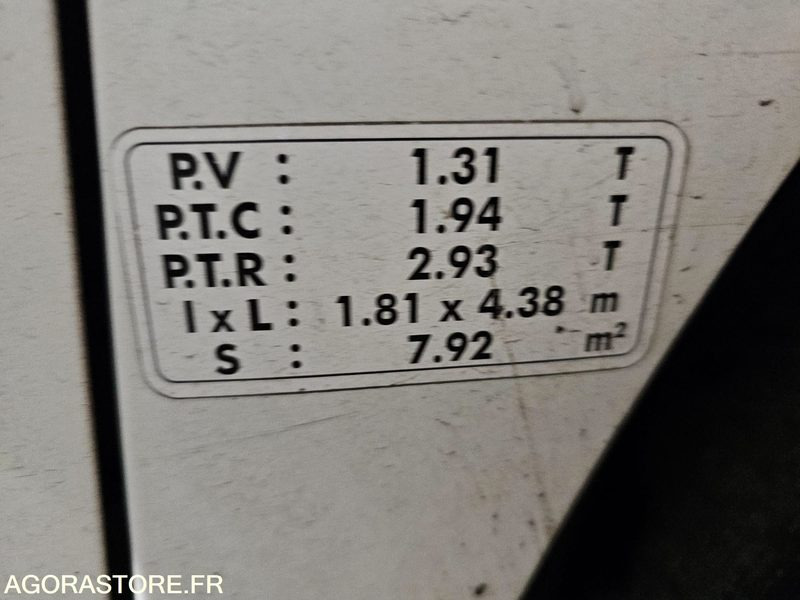 P.V : 1.31 T
P.T.C : 1.94 T
P.T.R : 2.93 T
l x L : 1.81 x 4.38 m
S : 7.92 m²
AGORASTORE.FR